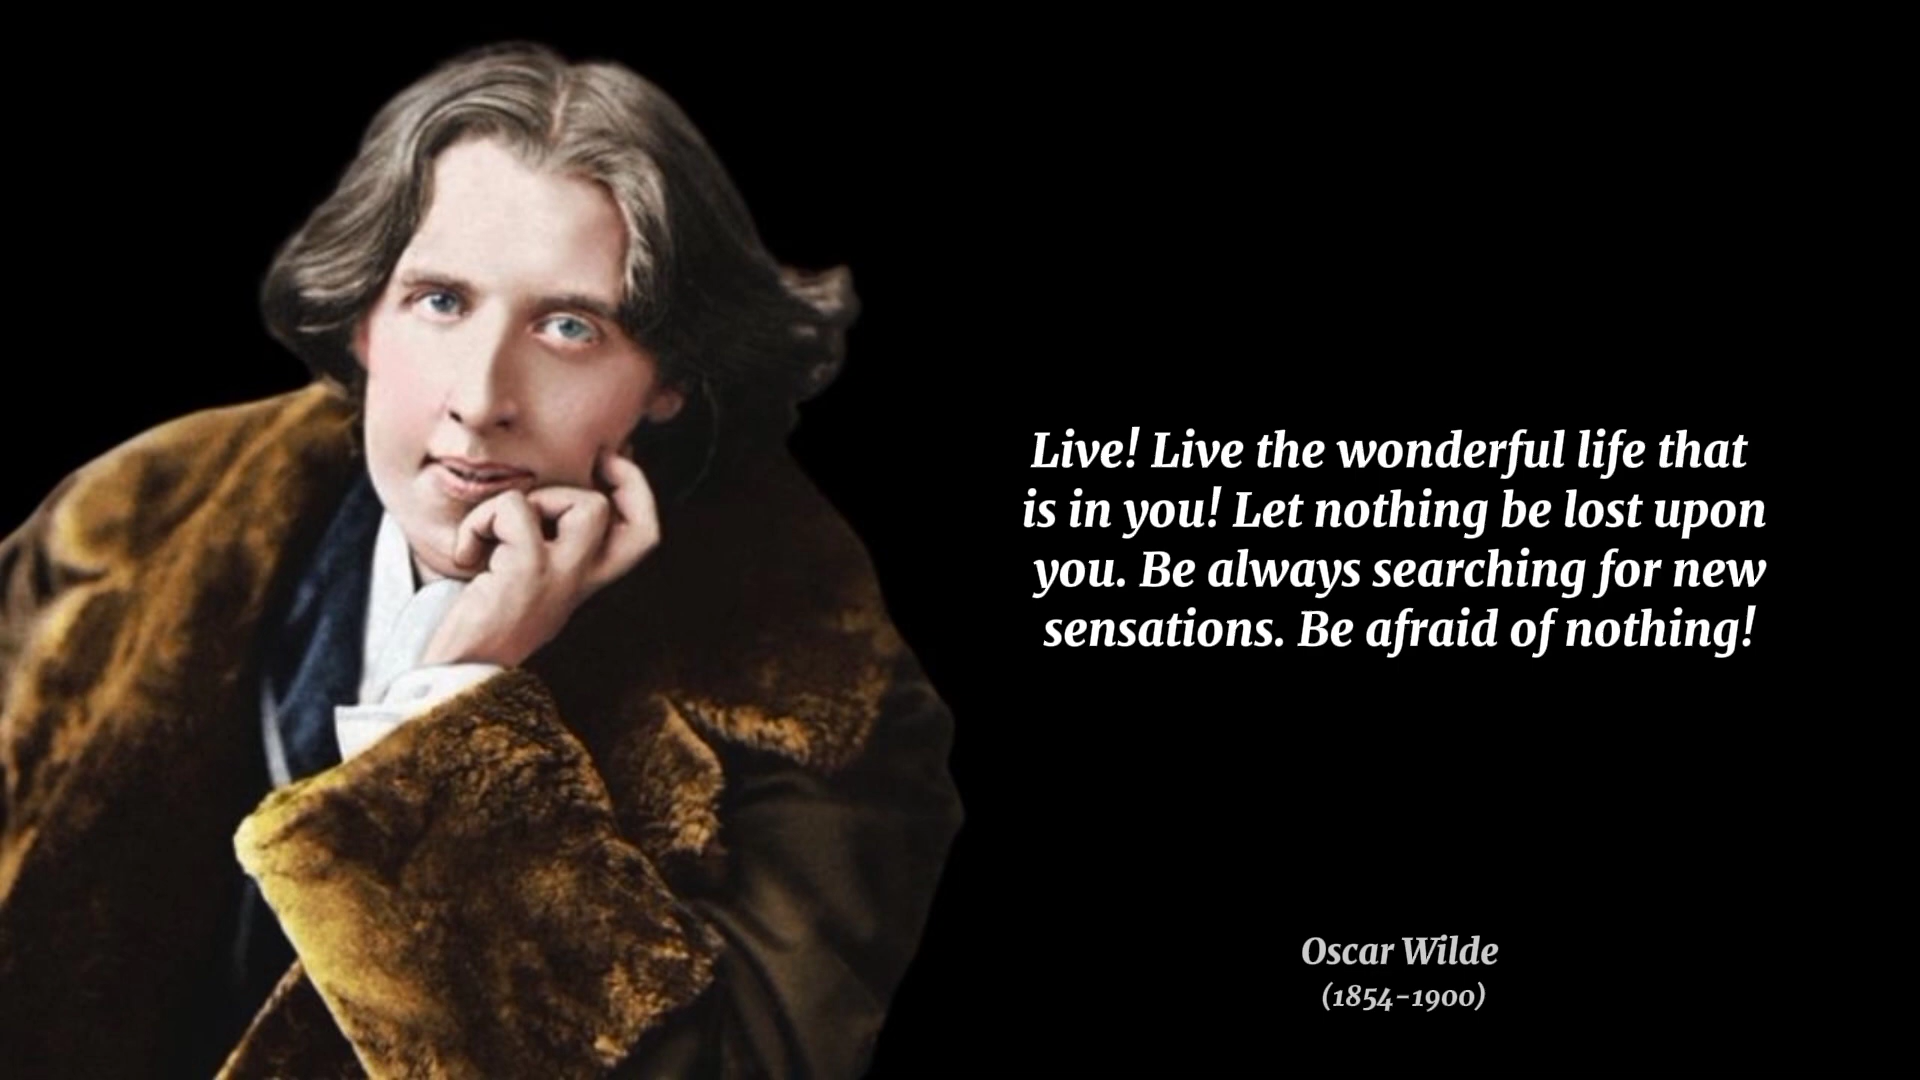 Live! Live the wonderful life that
is in you! Let nothing be lost upon
you. Be always searching for new
sensations. Be afraid of nothing!
Oscar Wilde
(1854-1900)